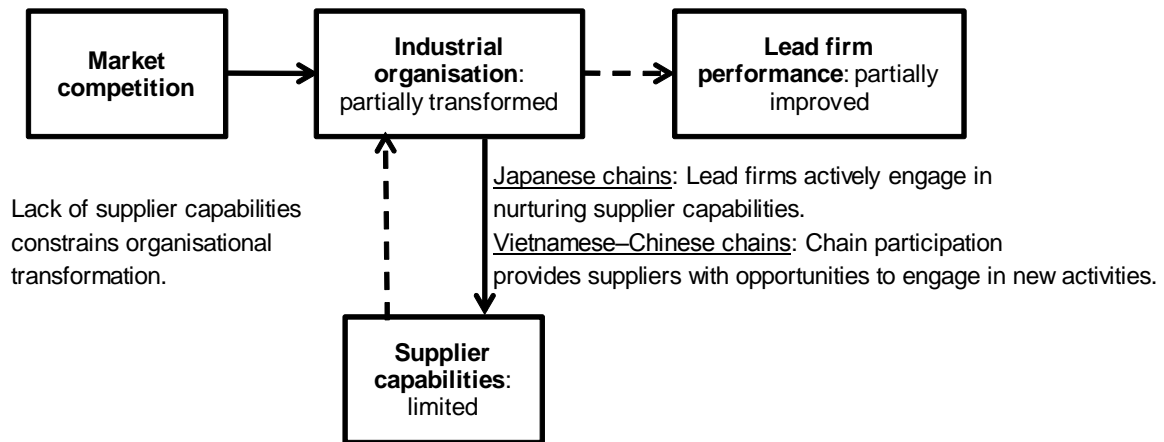 Market
competition
Industrial
organisation:
partially transformed
Lead firm
performance: partially
improved
Lack of supplier capabilities
constrains organisational
transformation.
Japanese chains: Lead firms actively engage in
nurturing supplier capabilities.
Vietnamese–Chinese chains: Chain participation
provides suppliers with opportunities to engage in new activities.
Supplier
capabilities:
limited